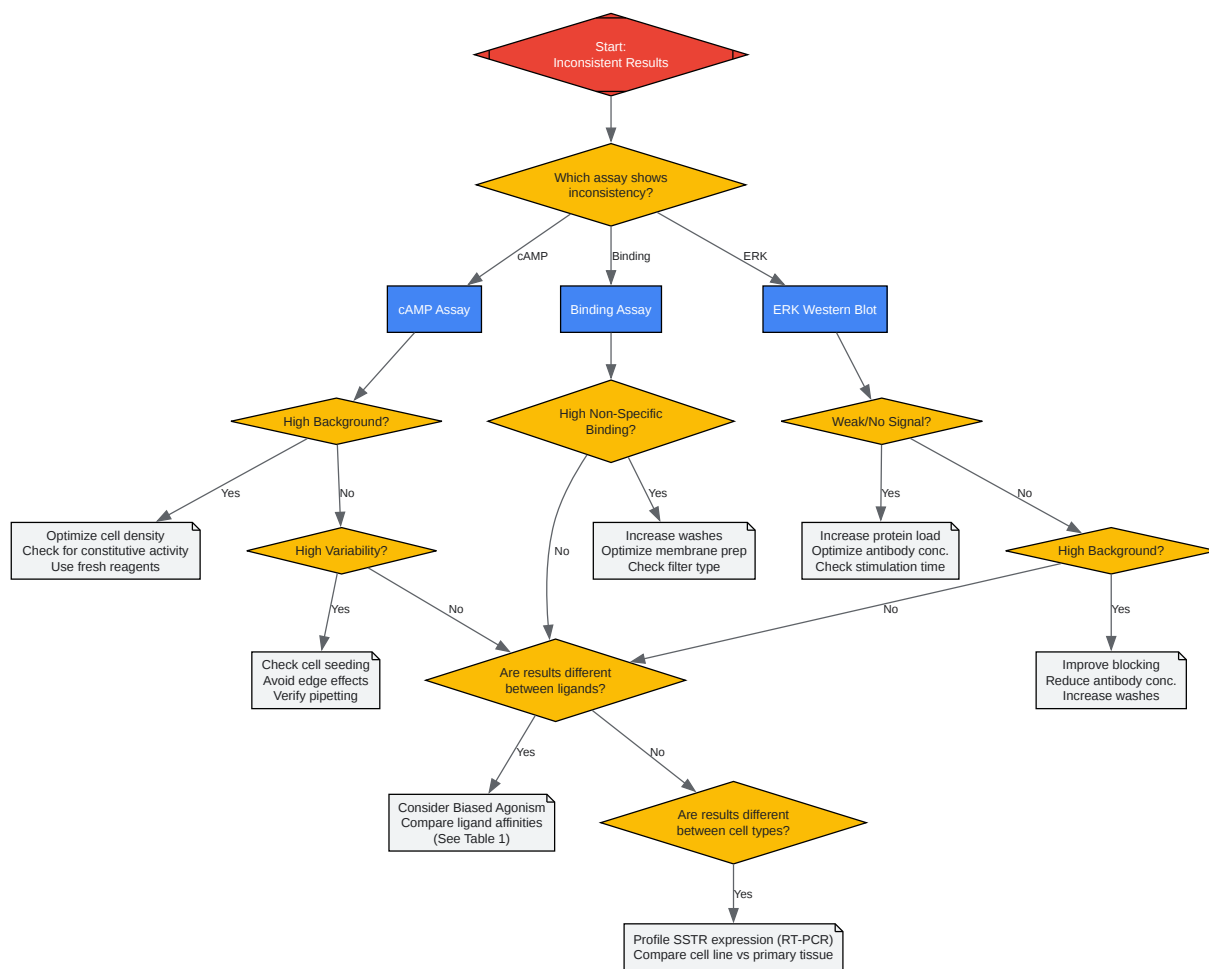 Start:
Inconsistent Results
Which assay shows
inconsistency?
cAMP
Binding
ERK
cAMP Assay
Binding Assay
ERK Western Blot
High Background?
High Non-Specific
Binding?
Weak/No Signal?
Yes
No
Yes
Yes
No
Optimize cell density
Check for constitutive activity
Use fresh reagents
High Variability?
No
Increase washes
Optimize membrane prep
Check filter type
Increase protein load
Optimize antibody conc.
Check stimulation time
High Background?
Yes
No
No
Yes
Check cell seeding
Avoid edge effects
Verify pipetting
Are results different
between ligands?
Improve blocking
Reduce antibody conc.
Increase washes
Yes
No
Consider Biased Agonism
Compare ligand affinities
(See Table 1)
Are results different
between cell types?
Yes
Profile SSTR expression (RT-PCR)
Compare cell line vs primary tissue